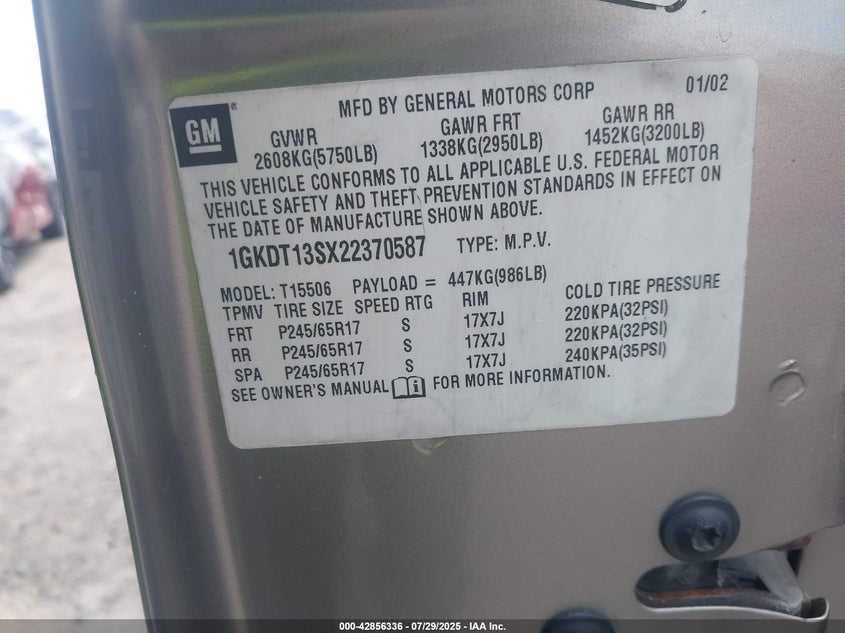 MFD BY GENERAL MOTORS CORP 01/02
GM ®
GVWR GAWR FRT GAWR RR
2608KG(5750LB) 1338KG(2950LB) 1452KG(3200LB)
THIS VEHICLE CONFORMS TO ALL APPLICABLE U.S. FEDERAL MOTOR
VEHICLE SAFETY AND THEFT PREVENTION STANDARDS IN EFFECT ON
THE DATE OF MANUFACTURE SHOWN ABOVE.
1GKDT13SX22370587 TYPE: M.P.V.
MODEL: T15506 PAYLOAD = 447KG(986LB)
TPMV TIRE SIZE SPEED RTG RIM COLD TIRE PRESSURE
FRT P245/65R17 S 17X7J 220KPA(32PSI)
RR P245/65R17 S 17X7J 220KPA(32PSI)
SPA P245/65R17 S 17X7J 240KPA(35PSI)
SEE OWNER'S MANUAL i FOR MORE INFORMATION.
000-42856336 - 07/29/2025 - IAA Inc.